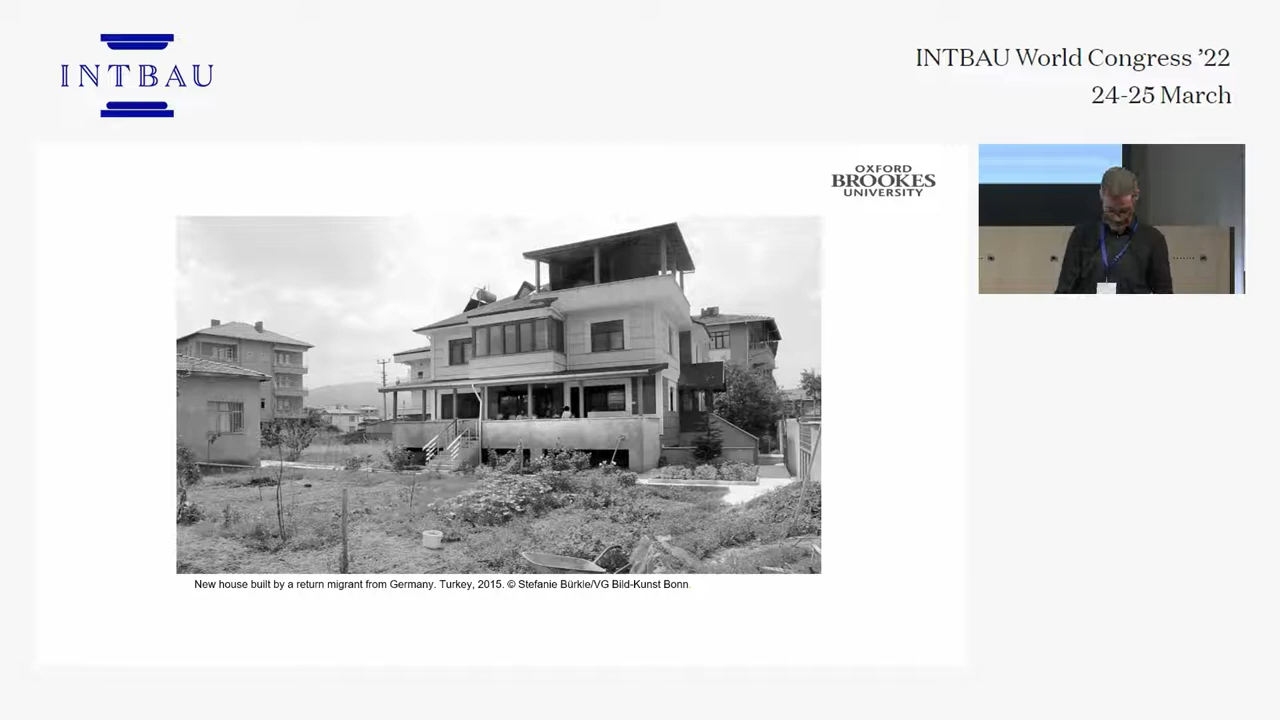 INTBAU
INTBAU World Congress ’22
24-25 March
OXFORD
BROOKES
UNIVERSITY
New house built by a return migrant from Germany. Turkey, 2015. © Stefanie Bürkle/VG Bild-Kunst Bonn.